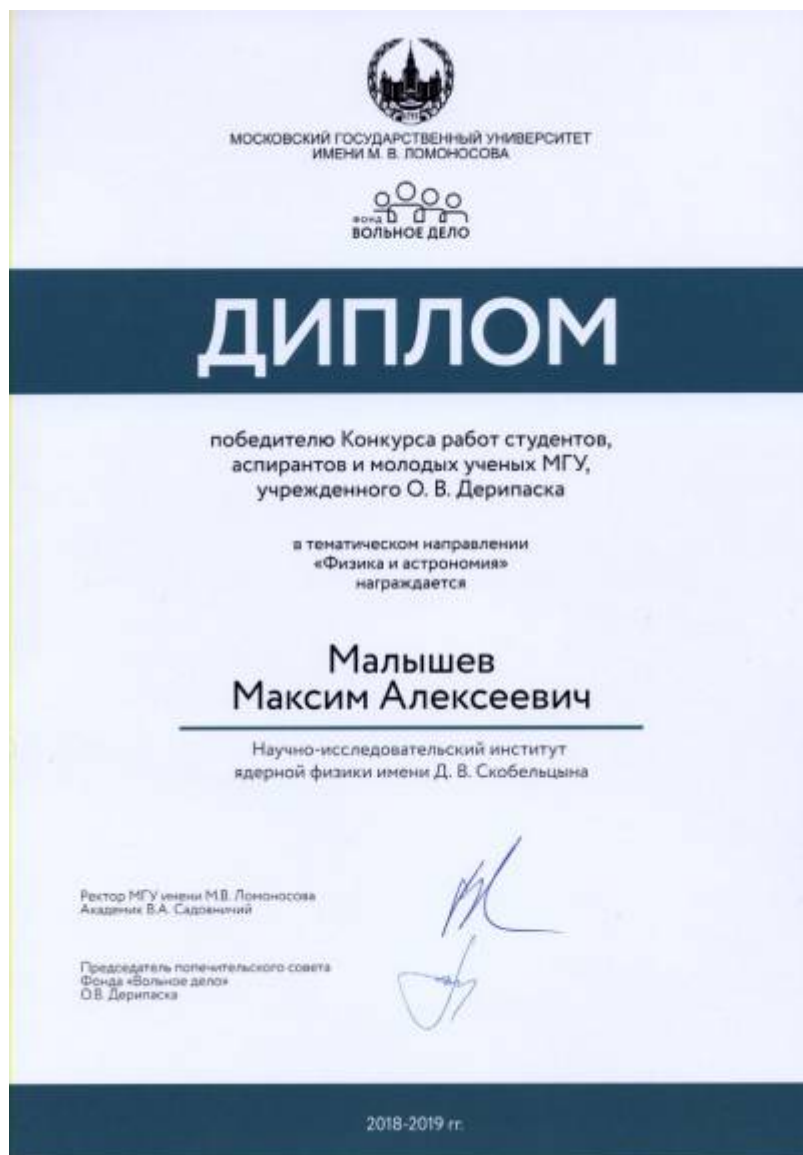 МОСКОВСКИЙ ГОСУДАРСТВЕННЫЙ УНИВЕРСИТЕТ
ИМЕНИ М. В. ЛОМОНОСОВА
ФОНД
ВОЛЬНОЕ ДЕЛО
ДИПЛОМ
победителю Конкурса работ студентов,
аспирантов и молодых ученых МГУ,
учрежденного О. В. Дерипаска
в тематическом направлении
«Физика и астрономия»
награждается
Малышев
Максим Алексеевич
Научно-исследовательский институт
ядерной физики имени Д. В. Скобельцына
Ректор МГУ имени М.В. Ломоносова
Академик В.А. Садовничий
Председатель попечительского совета
Фонда «Вольное дело»
О.В. Дерипаска
2018-2019 гг.